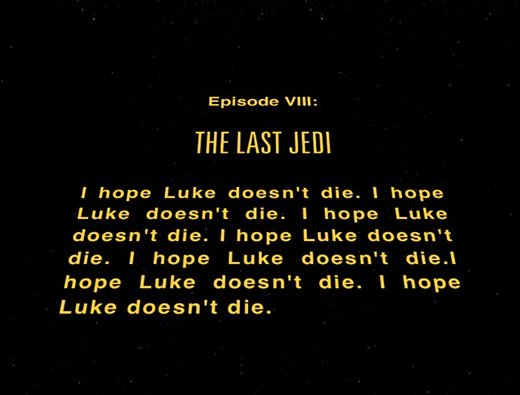 Episode VIII:
THE LAST JEDI
I hope Luke doesn't die. I hope
Luke doesn't die. I hope Luke
doesn't die. I hope Luke doesn't
die. I hope Luke doesn't die.I
hope Luke doesn't die. I hope
Luke doesn't die.